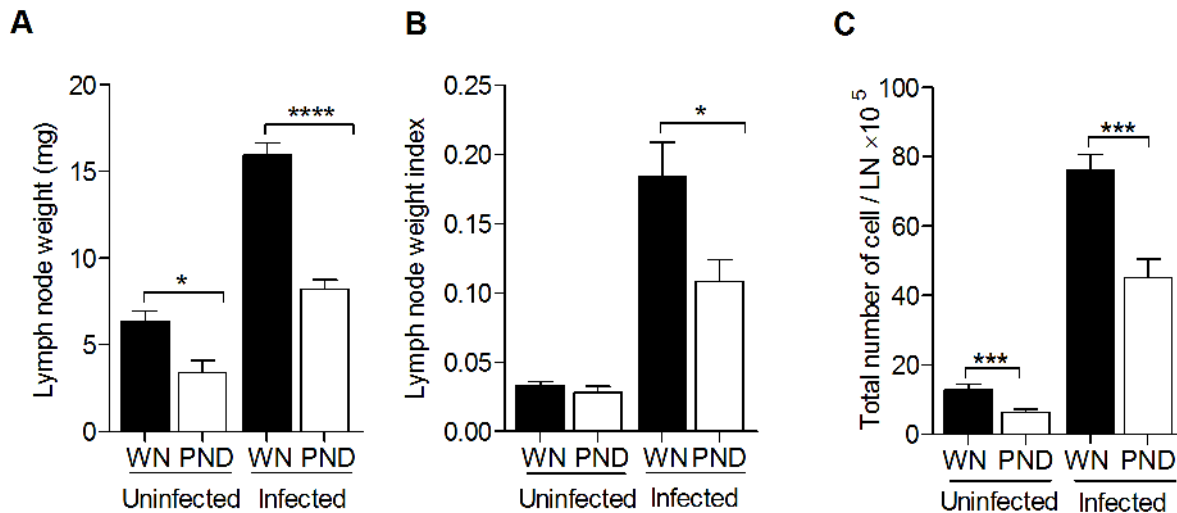 A
Lymph node weight (mg)
20
15
10
5
0
*
****
WN PND WN PND
Uninfected Infected
B
Lymph node weight index
0.25
0.20
0.15
0.10
0.05
0.00
*
WN PND WN PND
Uninfected Infected
C
Total number of cell / LN ×10 5
100
80
60
40
20
0
***
***
WN PND WN PND
Uninfected Infected